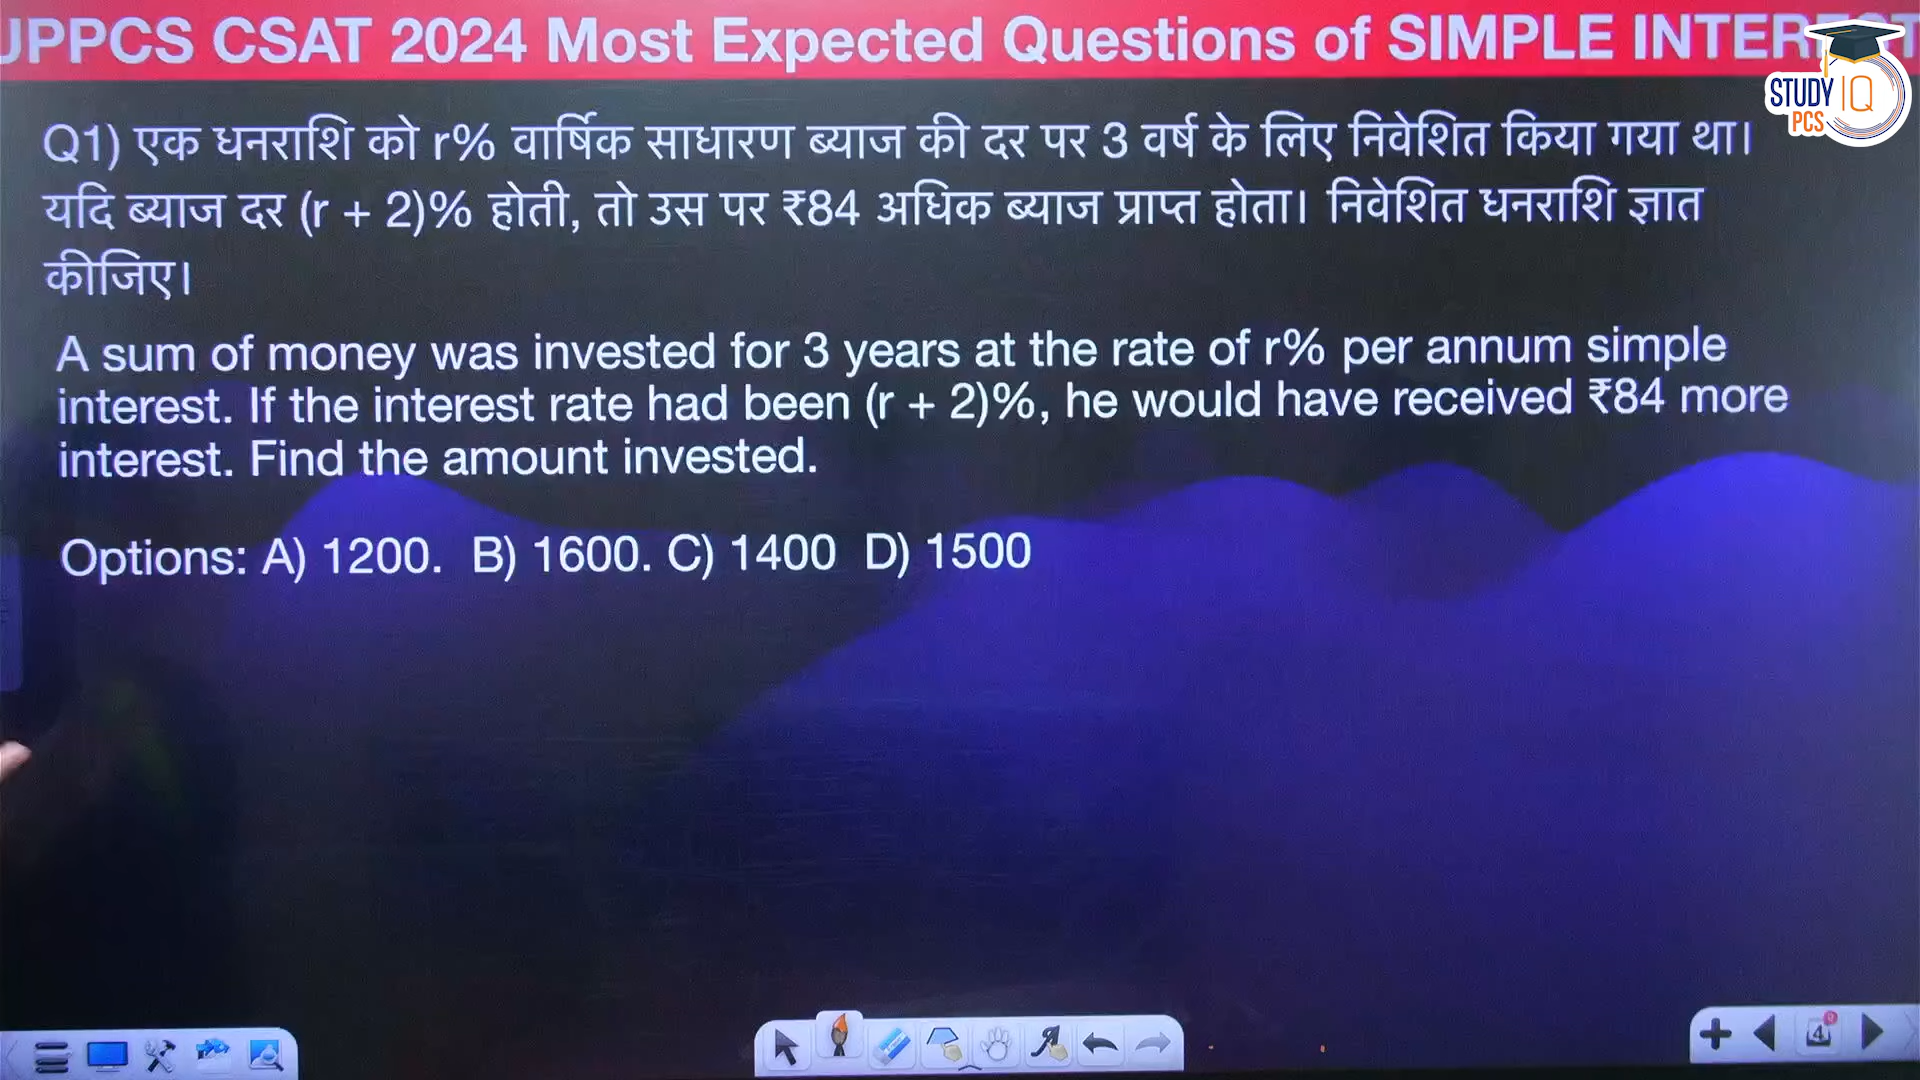 UPPCS CSAT 2024 Most Expected Questions of SIMPLE INTEREST
STUDY IQ
PCS
Q1) एक धनराशि को r% वार्षिक साधारण ब्याज की दर पर 3 वर्ष के लिए निवेशित किया गया था।
यदि ब्याज दर (r + 2)% होती, तो उस पर ₹84 अधिक ब्याज प्राप्त होता। निवेशित धनराशि ज्ञात
कीजिए।
A sum of money was invested for 3 years at the rate of r% per annum simple
interest. If the interest rate had been (r + 2)%, he would have received ₹84 more
interest. Find the amount invested.
Options: A) 1200. B) 1600. C) 1400 D) 1500
4